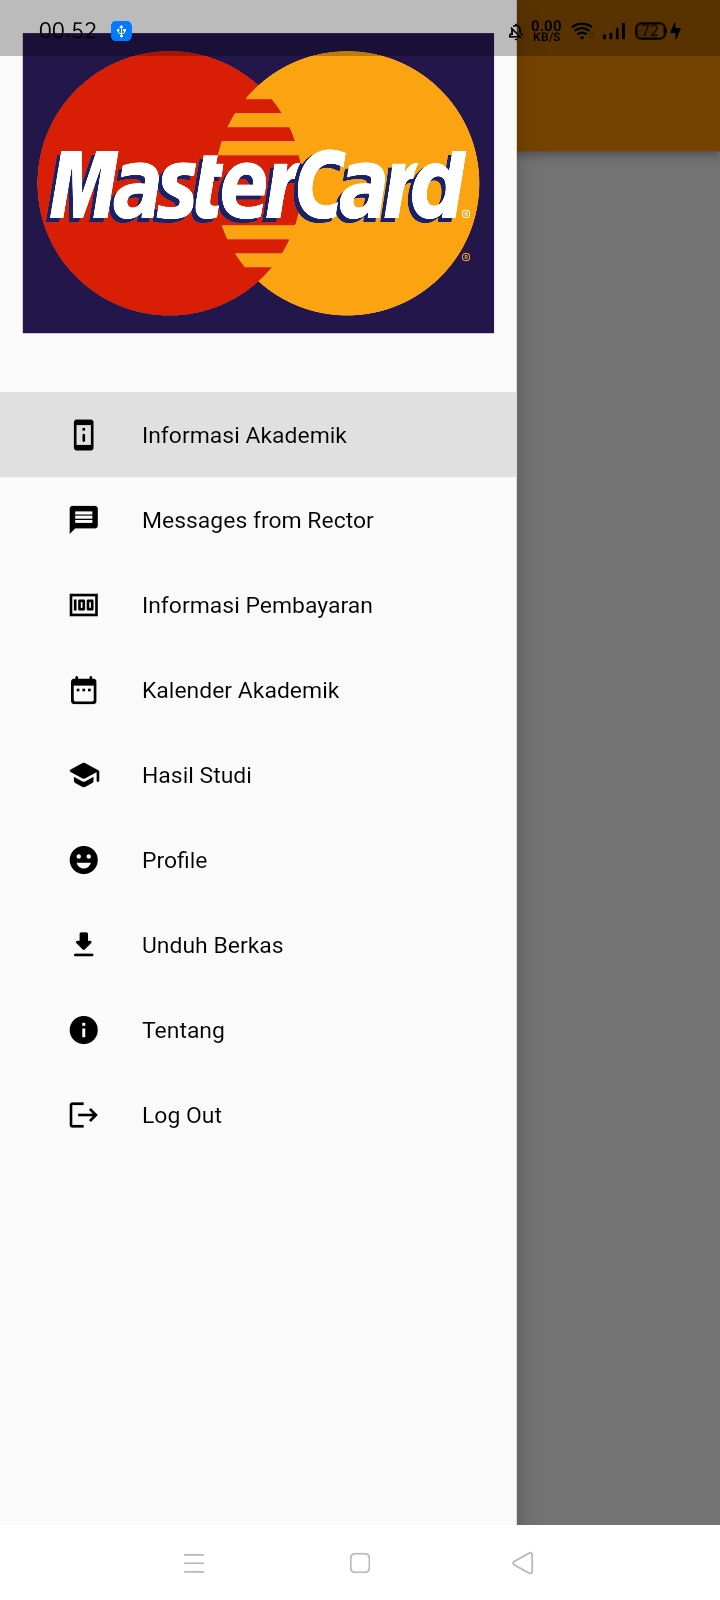 00.52
0.00
KB/S
72
MasterCard®
®
Informasi Akademik
Messages from Rector
Informasi Pembayaran
Kalender Akademik
Hasil Studi
Profile
Unduh Berkas
Tentang
Log Out